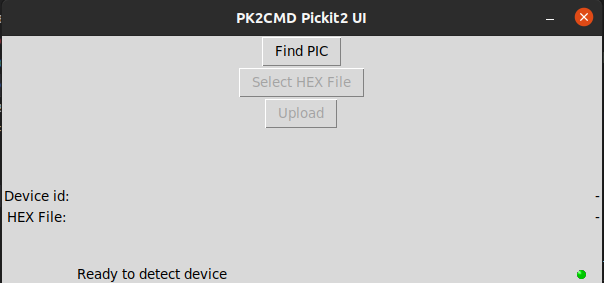 PK2CMD Pickit2 UI
Find PIC
Select HEX File
Upload
Device id: -
HEX File: -
Ready to detect device